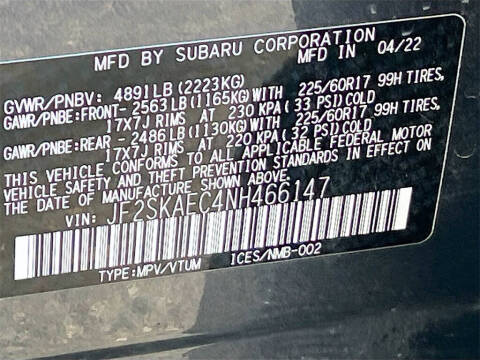 MFD BY SUBARU CORPORATION
MFD IN 04/22
GVWR/PNBV: 4891LB(2223KG)
GAWR/PNBE:FRONT-2563LB(1165KG)WITH 225/60R17 99H TIRES,
17X7J RIMS AT 230 KPA(33 PSI)COLD
GAWR/PNBE:REAR -2486LB(1130KG)WITH 225/60R17 99H TIRES,
17X7J RIMS AT 220 KPA(32 PSI)COLD
THIS VEHICLE CONFORMS TO ALL APPLICABLE FEDERAL MOTOR
VEHICLE SAFETY AND THEFT PREVENTION STANDARDS IN EFFECT ON
THE DATE OF MANUFACTURE SHOWN ABOVE.
VIN: JF2SKAEC4NH466147
TYPE:MPV/VTUM ICES/NMB-002